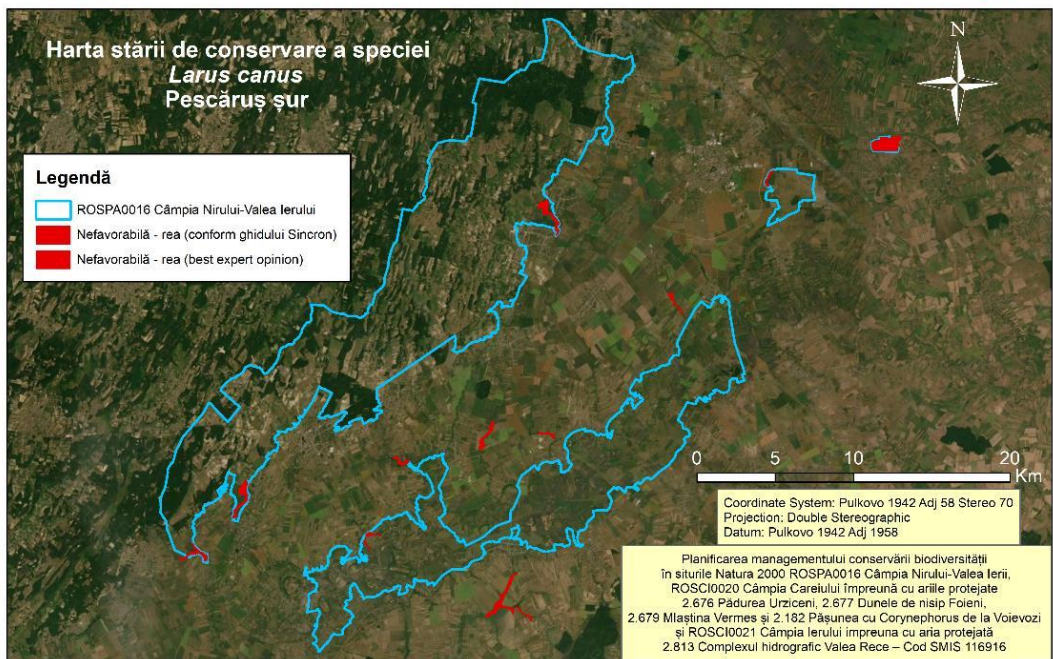 Harta stării de conservare a speciei
Larus canus
Pescăruș sur
N
Legendă
ROSPA0016 Câmpia Nirului-Valea Ierului
Nefavorabilă - rea (conform ghidului Sincron)
Nefavorabilă - rea (best expert opinion)
0 5 10 20
Km
Coordinate System: Pulkovo 1942 Adj 58 Stereo 70
Projection: Double Stereographic
Datum: Pulkovo 1942 Adj 1958
Planificarea managementului conservării biodiversității
în siturile Natura 2000 ROSPA0016 Câmpia Nirului-Valea Ierii,
ROSCI0020 Câmpia Careiului împreună cu ariile protejate
2.676 Pădurea Urziceni, 2.677 Dunele de nisip Foieni,
2.679 Mlaștina Vermes și 2.182 Pășunea cu Corynephorus de la Voievozi
și ROSCI0021 Câmpia Ierului impreuna cu aria protejată
2.813 Complexul hidrografic Valea Rece – Cod SMIS 116916